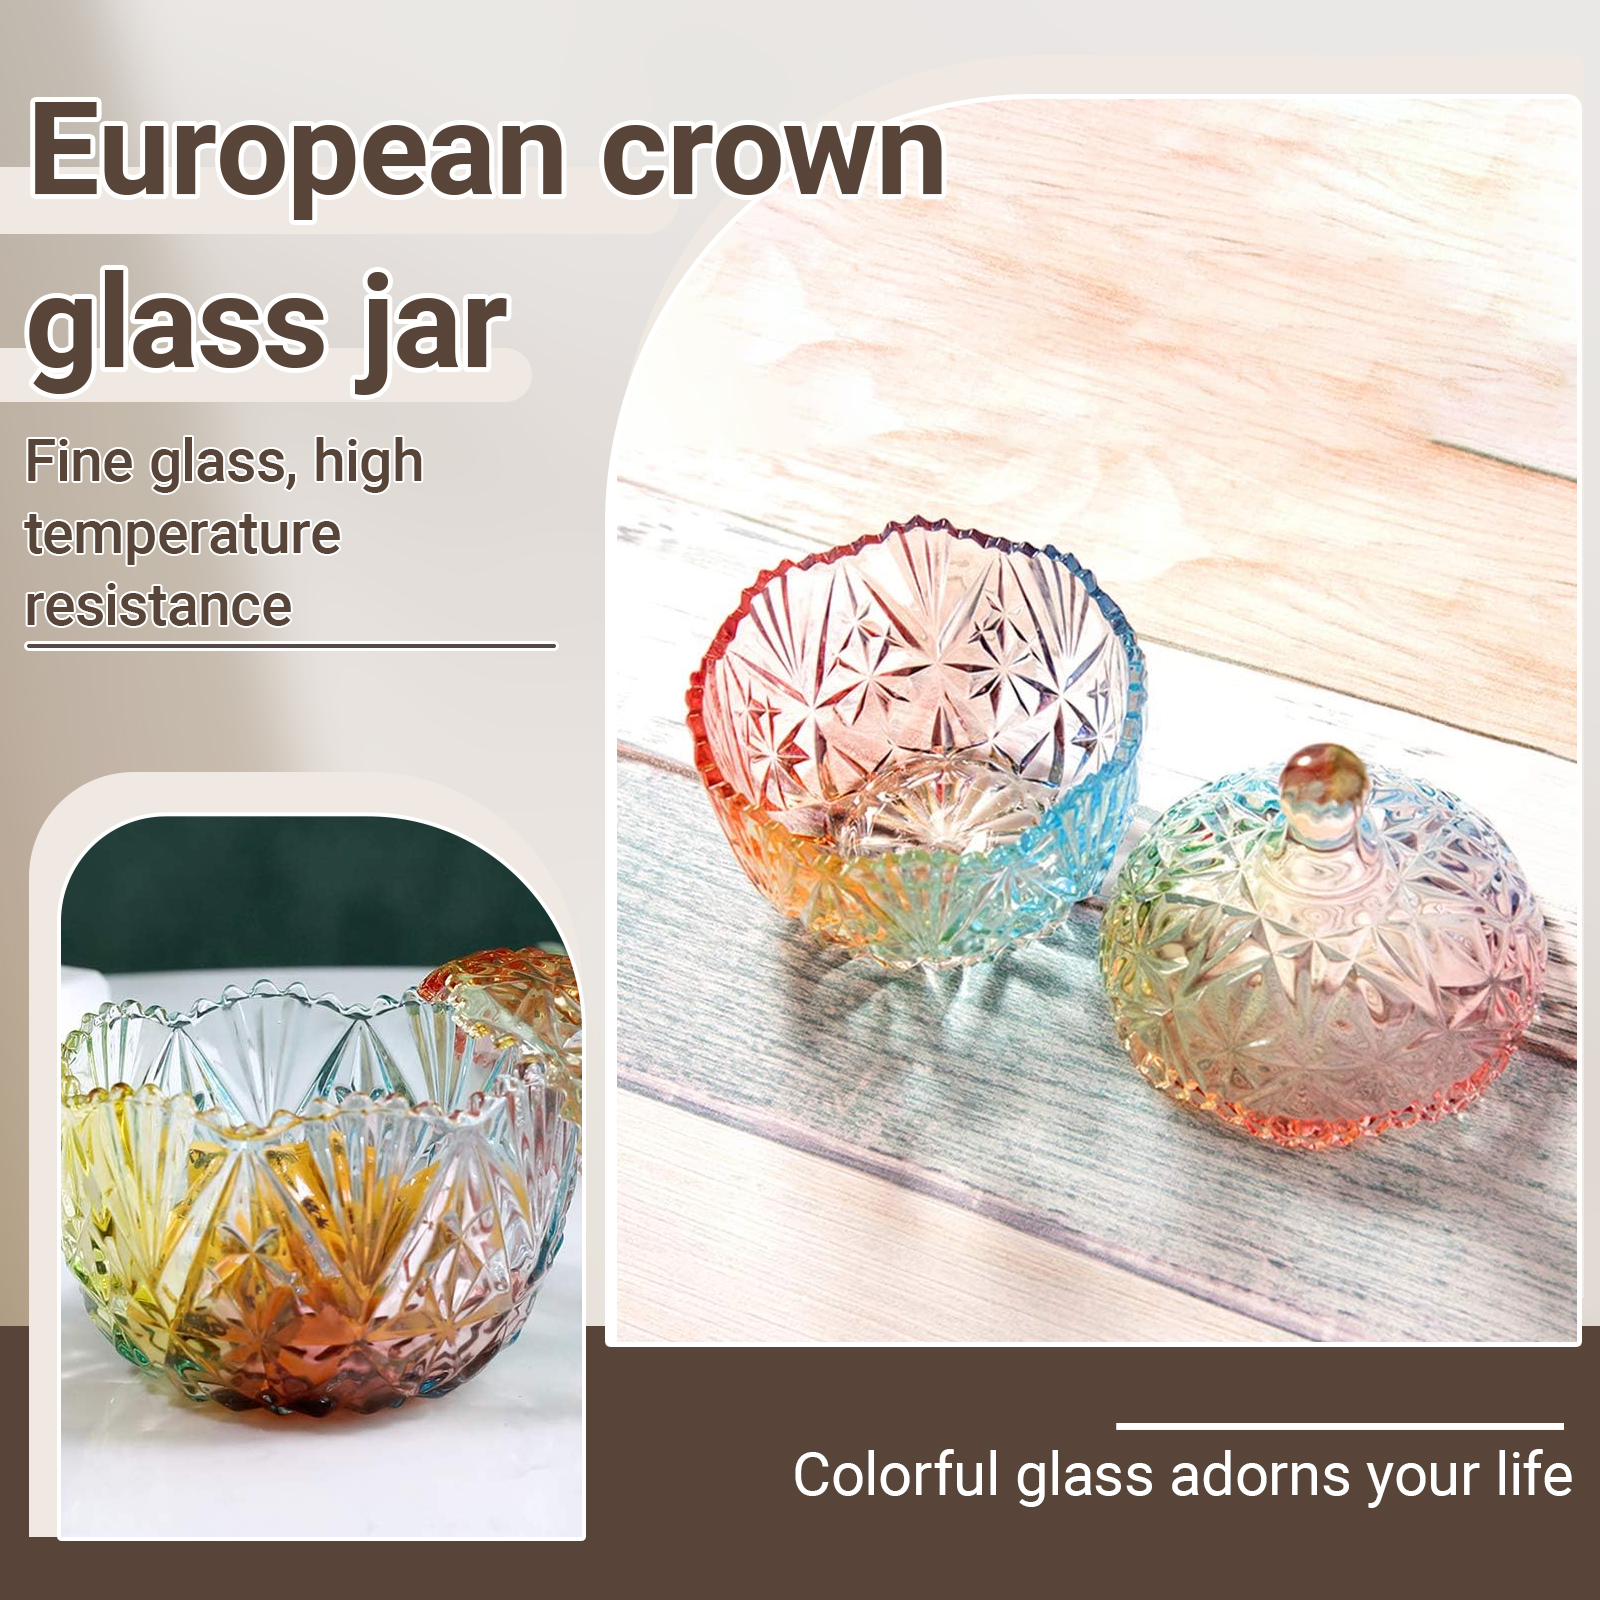 European crown
glass jar
Fine glass, high
temperature
resistance
Colorful glass adorns your life